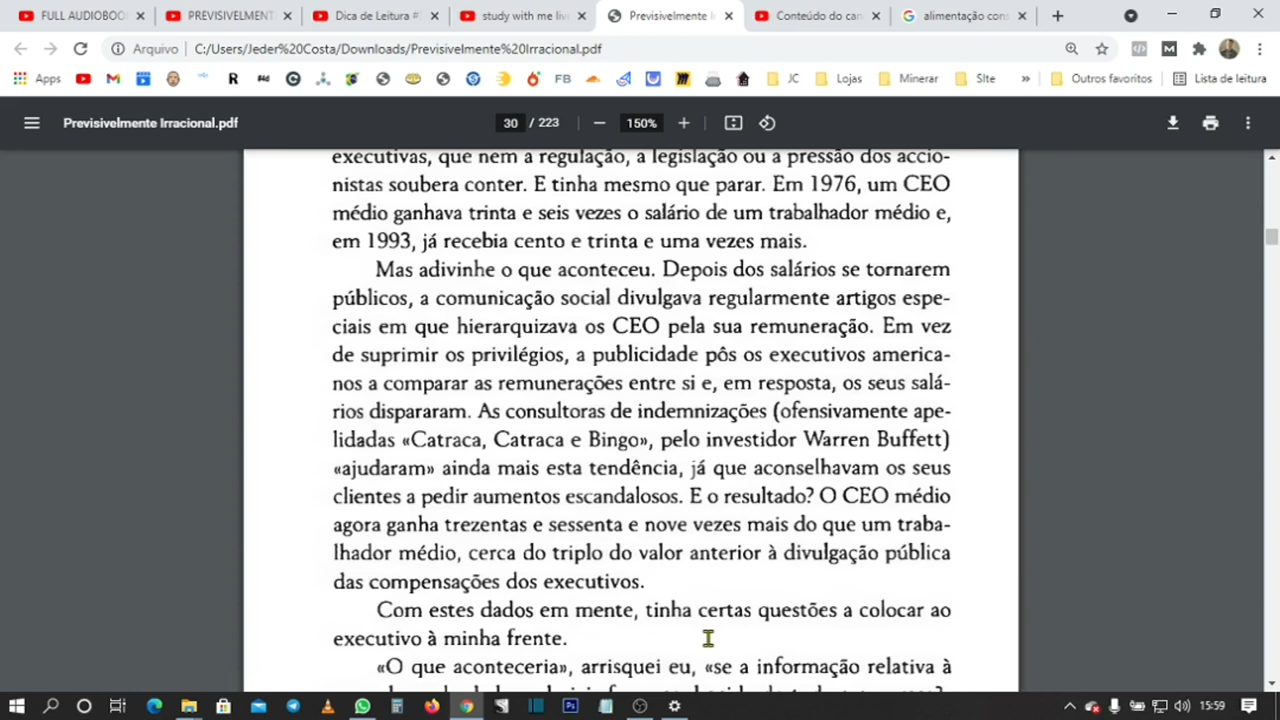 FULL AUDIOBOO
PREVISIVELMENT
Dica de Leitura #
study with me liv
Previsivelmente I
Conteúdo do can
alimentação cons
Arquivo
C:/Users/Jeder%20Costa/Downloads/Previsivelmente%20Irracional.pdf
Apps
FB
JC
Lojas
Minerar
SIte
Outros favoritos
Lista de leitura
Previsivelmente Irracional.pdf
30 / 223
150%
executivas, que nem a regulação, a legislação ou a pressão dos accio-
nistas soubera conter. E tinha mesmo que parar. Em 1976, um CEO
médio ganhava trinta e seis vezes o salário de um trabalhador médio e,
em 1993, já recebia cento e trinta e uma vezes mais.
Mas adivinhe o que aconteceu. Depois dos salários se tornarem
públicos, a comunicação social divulgava regularmente artigos espe-
ciais em que hierarquizava os CEO pela sua remuneração. Em vez
de suprimir os privilégios, a publicidade pôs os executivos america-
nos a comparar as remunerações entre si e, em resposta, os seus salá-
rios dispararam. As consultoras de indemnizações (ofensivamente ape-
lidadas «Catraca, Catraca e Bingo», pelo investidor Warren Buffett)
«ajudaram» ainda mais esta tendência, já que aconselhavam os seus
clientes a pedir aumentos escandalosos. E o resultado? O CEO médio
agora ganha trezentas e sessenta e nove vezes mais do que um traba-
lhador médio, cerca do triplo do valor anterior à divulgação pública
das compensações dos executivos.
Com estes dados em mente, tinha certas questões a colocar ao
executivo à minha frente.
«O que aconteceria», arrisquei eu, «se a informação relativa à
15:59